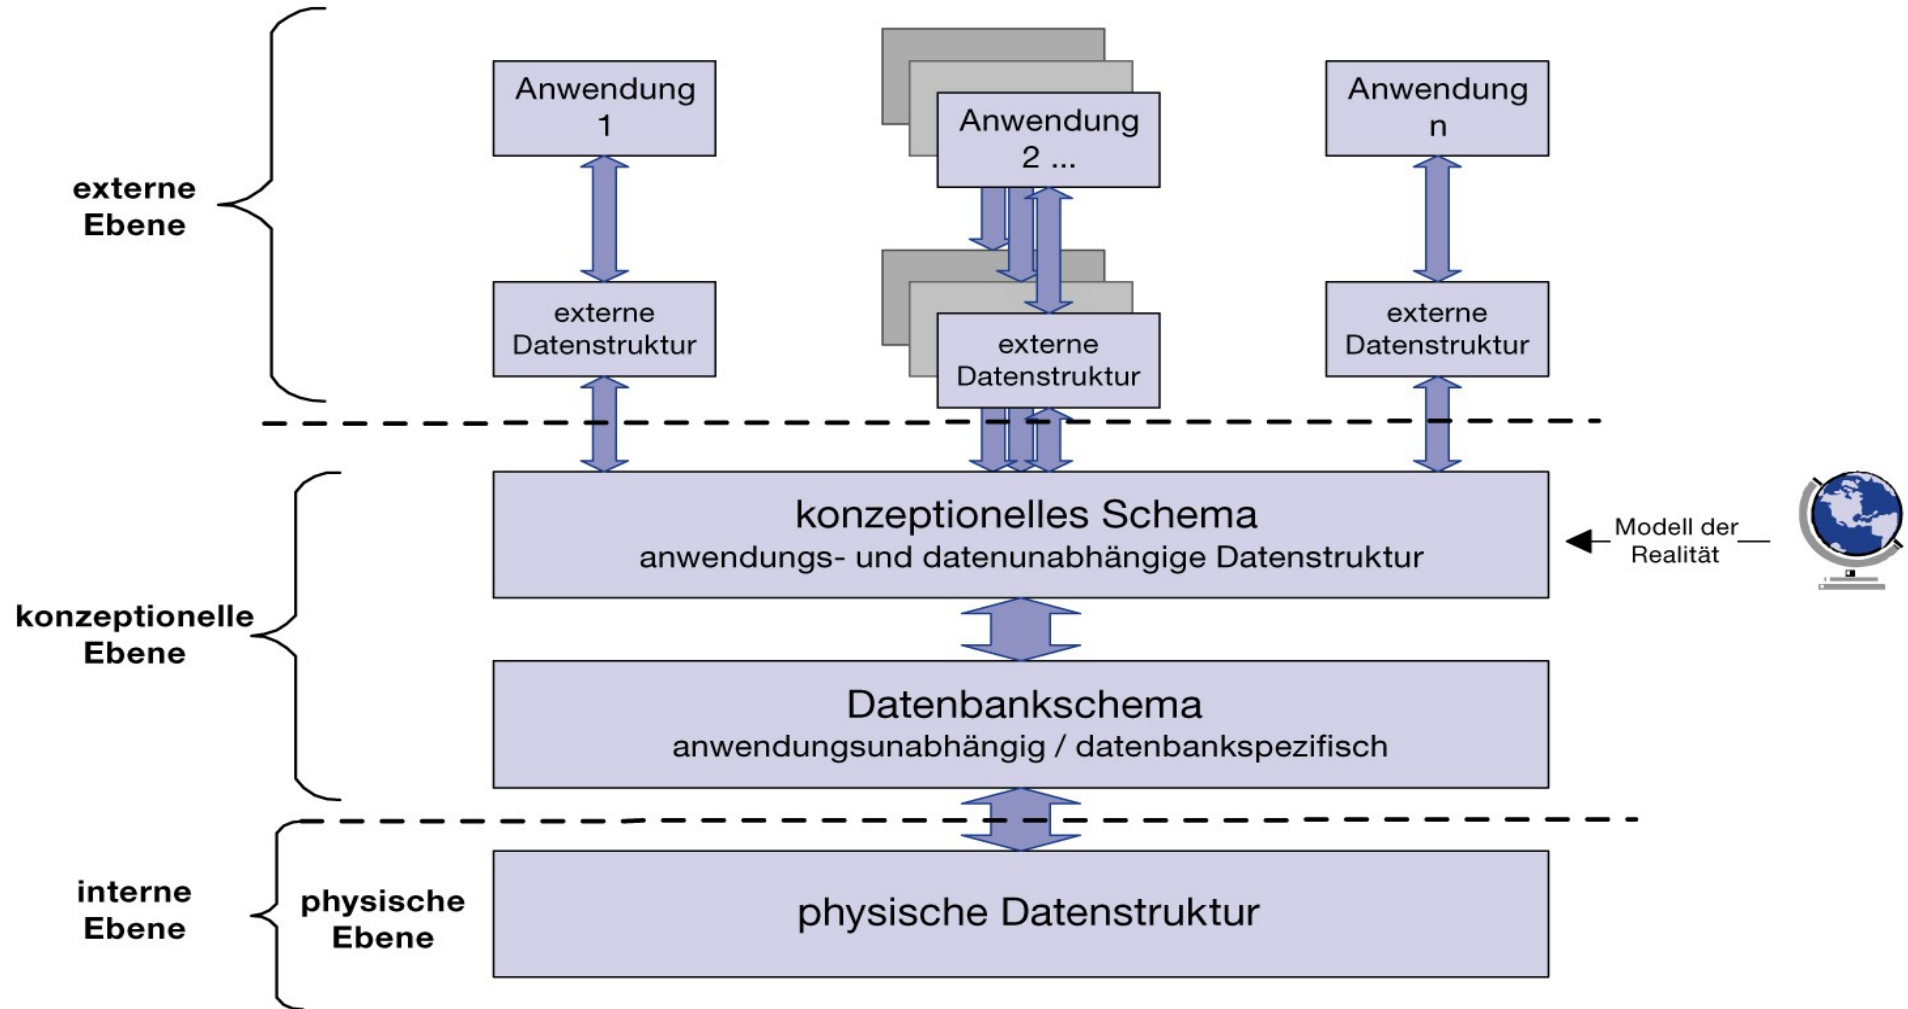 Anwendung
1
Anwendung
2 ...
Anwendung
n
externe
Ebene
externe
Datenstruktur
externe
Datenstruktur
externe
Datenstruktur
konzeptionelles Schema
anwendungs- und datenunabhängige Datenstruktur
Modell der
Realität
konzeptionelle
Ebene
Datenbankschema
anwendungsunabhängig / datenbankspezifisch
interne
Ebene
physische
Ebene
physische Datenstruktur